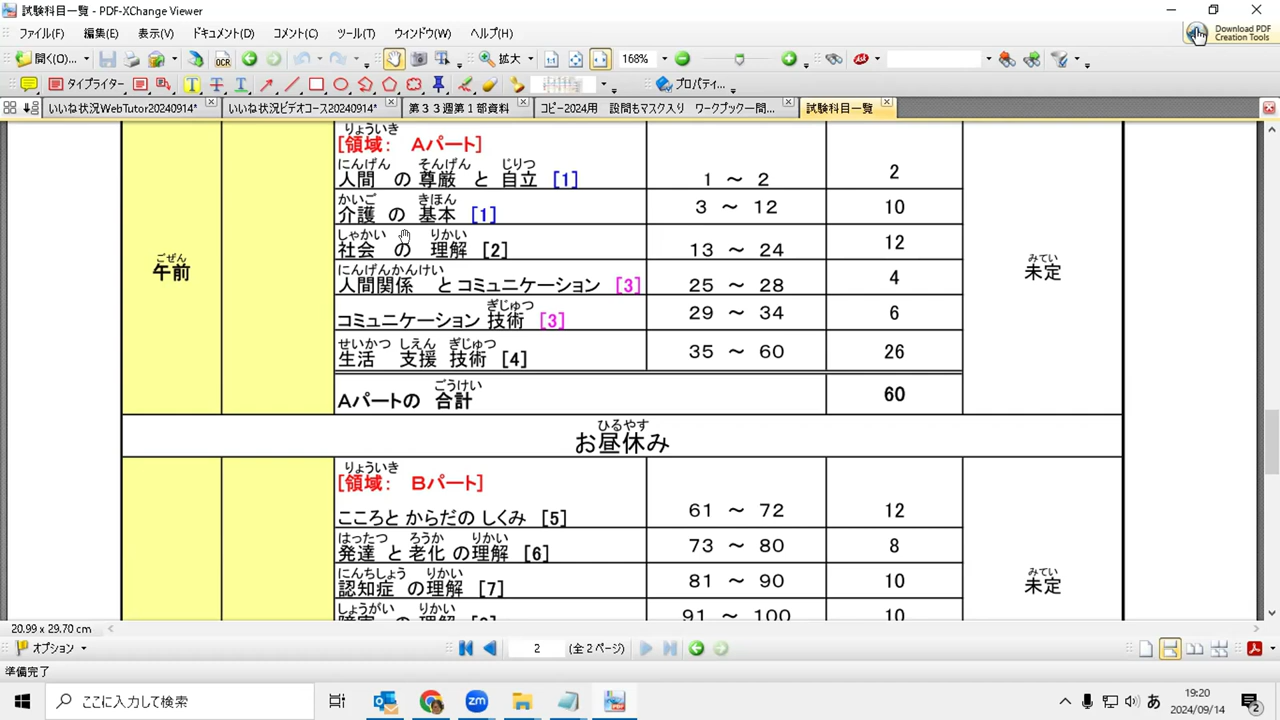 試験科目一覧 - PDF-XChange Viewer
ファイル(F) 編集(E) 表示(V) ドキュメント(D) コメント(C) ツール(T) ウィンドウ(W) ヘルプ(H)
Download PDF Creation Tools
開く(O)... OCR 拡大 168%
タイプライター プロパティ...
いいね状況WebTutor20240914* いいね状況ビデオコース20240914* 第３３週第１部資料 コピー2024用 設問もマスク入り ワークブック一問... 試験科目一覧
りょういき
[領域： Aパート]
にんげん そんげん じりつ
人間 の 尊厳 と 自立 [1] １ ～ ２ 2
かいご きほん
介護 の 基本 [1] ３ ～ 12 10
しゃかい りかい
社会 の 理解 [2] 13 ～ 24 12
にんげんかんけい
人間関係 とコミュニケーション [3] 25 ～ 28 4
ぎじゅつ
コミュニケーション 技術 [3] 29 ～ 34 6
せいかつ しえん ぎじゅつ
生活 支援 技術 [4] 35 ～ 60 26
ごうけい
Aパートの 合計 60
ごぜん
午前
みてい
未定
ひるやす
お昼休み
りょういき
[領域： Bパート]
こころと からだの しくみ [5] 61 ～ 72 12
はったつ ろうか りかい
発達 と 老化 の理解 [6] 73 ～ 80 8
にんちしょう りかい
認知症 の理解 [7] 81 ～ 90 10
みてい
未定
しょうがい りかい
91 ～ 100 10
20.99 x 29.70 cm
オプション 2 (全 2 ページ)
準備完了
ここに入力して検索 zm あ 19:20
2024/09/14 2